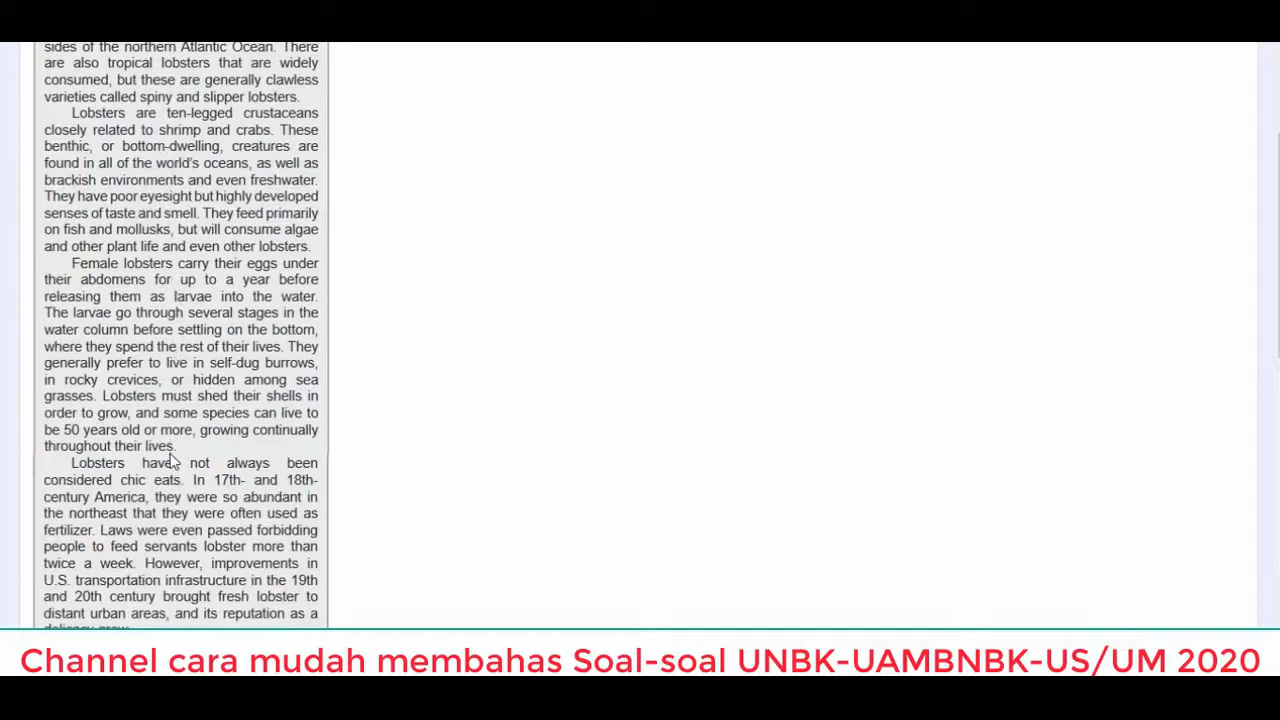 sides of the northern Atlantic Ocean. There
are also tropical lobsters that are widely
consumed, but these are generally clawless
varieties called spiny and slipper lobsters.
Lobsters are ten-legged crustaceans
closely related to shrimp and crabs. These
benthic, or bottom-dwelling, creatures are
found in all of the world's oceans, as well as
brackish environments and even freshwater.
They have poor eyesight but highly developed
senses of taste and smell. They feed primarily
on fish and mollusks, but will consume algae
and other plant life and even other lobsters.
Female lobsters carry their eggs under
their abdomens for up to a year before
releasing them as larvae into the water.
The larvae go through several stages in the
water column before settling on the bottom,
where they spend the rest of their lives. They
generally prefer to live in self-dug burrows,
in rocky crevices, or hidden among sea
grasses. Lobsters must shed their shells in
order to grow, and some species can live to
be 50 years old or more, growing continually
throughout their lives.
Lobsters have not always been
considered chic eats. In 17th- and 18th-
century America, they were so abundant in
the northeast that they were often used as
fertilizer. Laws were even passed forbidding
people to feed servants lobster more than
twice a week. However, improvements in
U.S. transportation infrastructure in the 19th
and 20th century brought fresh lobster to
distant urban areas, and its reputation as a
Channel cara mudah membahas Soal-soal UNBK-UAMBNBK-US/UM 2020